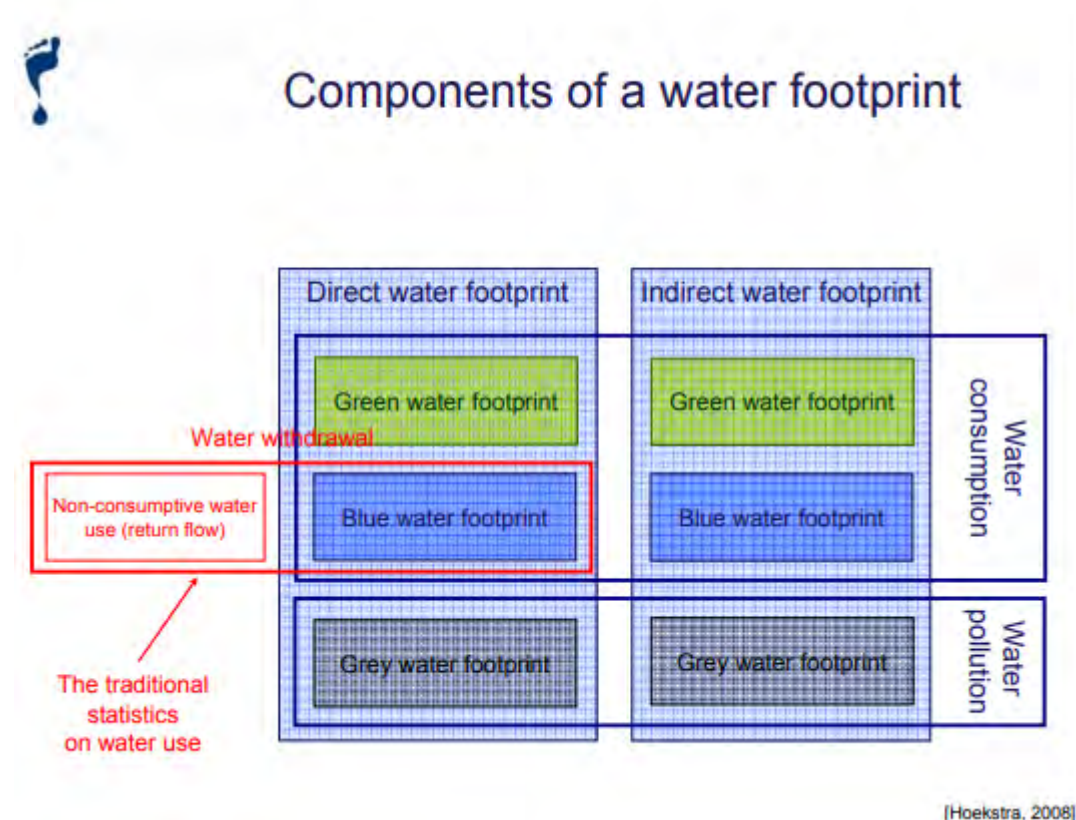 Components of a water footprint
Direct water footprint
Indirect water footprint
Green water footprint
Green water footprint
Water
consumption
Water withdrawal
Non-consumptive water
use (return flow)
Blue water footprint
Blue water footprint
Grey water footprint
Grey water footprint
Water
pollution
The traditional
statistics
on water use
[Hoekstra, 2008]